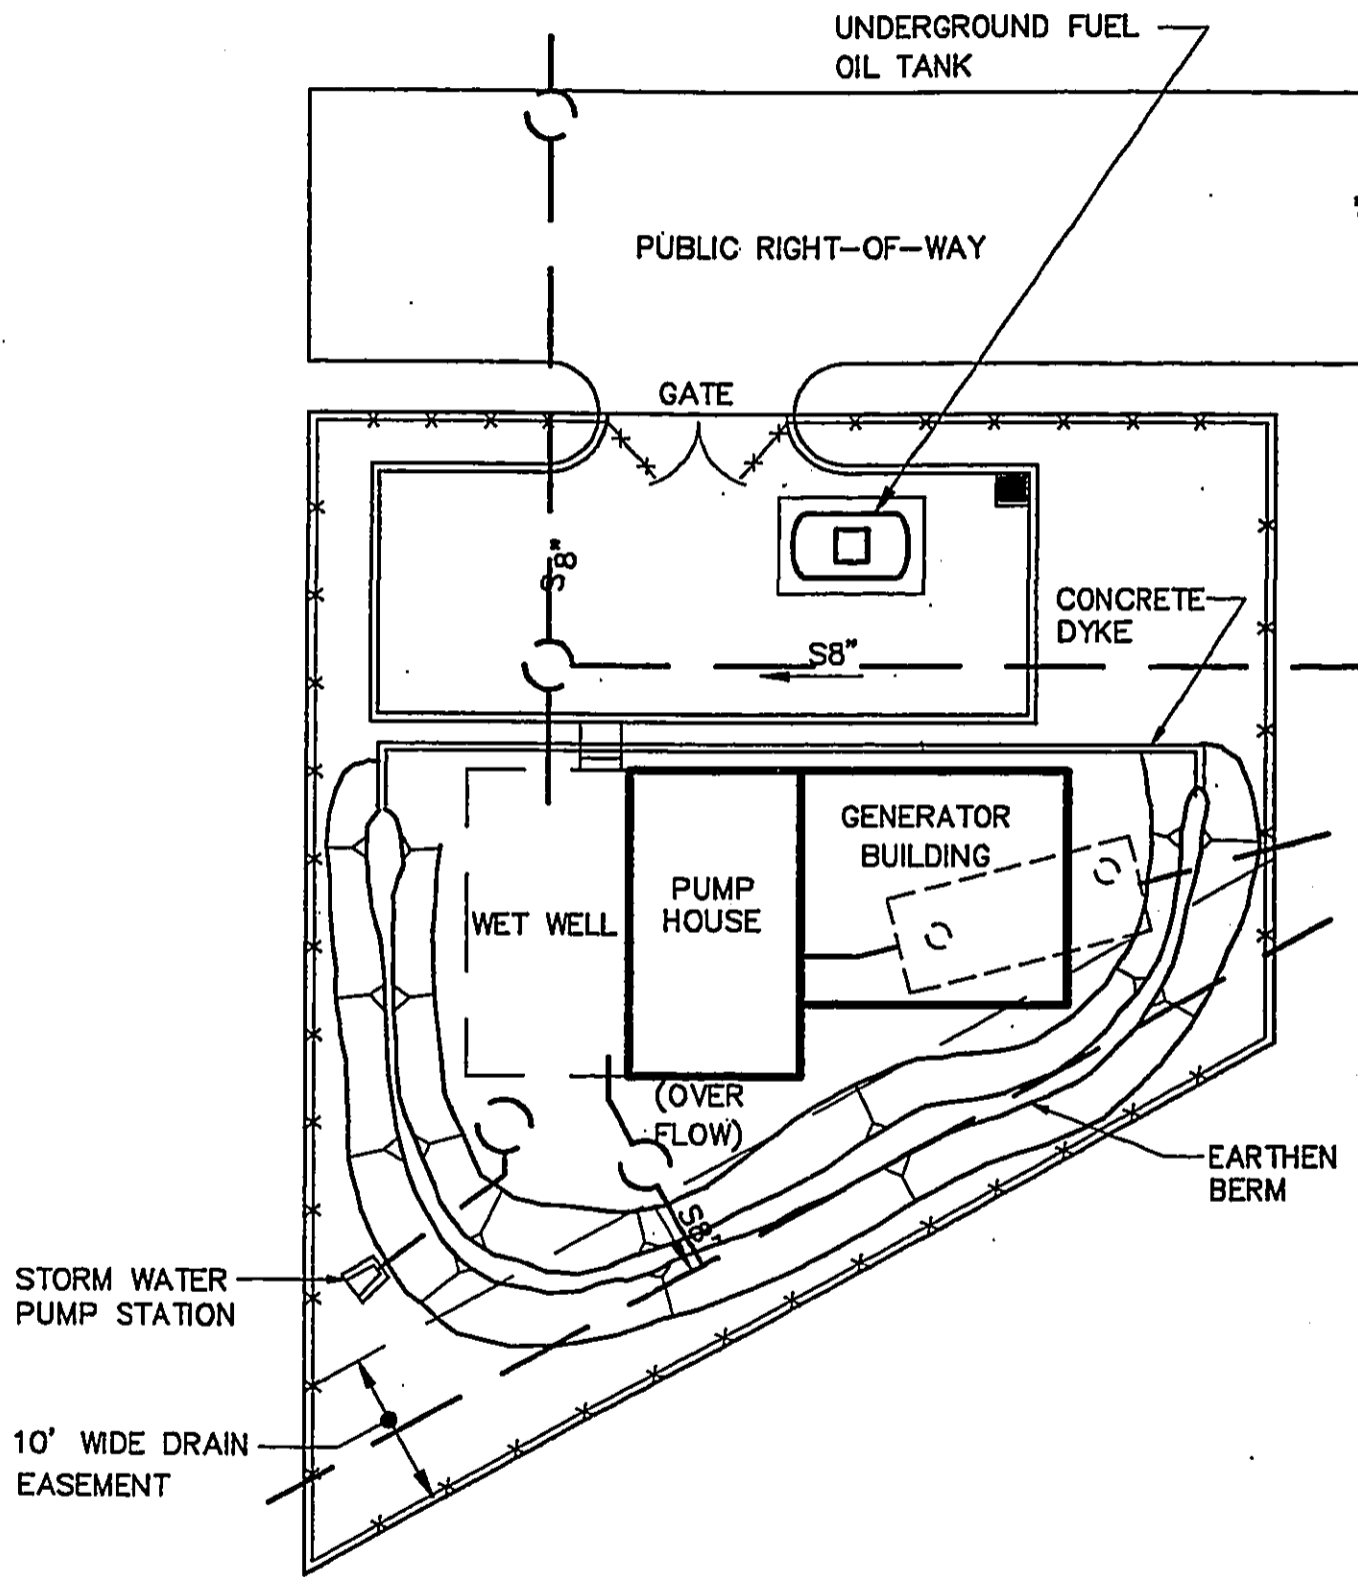 UNDERGROUND FUEL
OIL TANK
PUBLIC RIGHT-OF-WAY
GATE
S8"
CONCRETE
DYKE
S8"
GENERATOR
BUILDING
PUMP
HOUSE
WET WELL
(OVER
FLOW)
EARTHEN
BERM
S8"
STORM WATER
PUMP STATION
10' WIDE DRAIN
EASEMENT